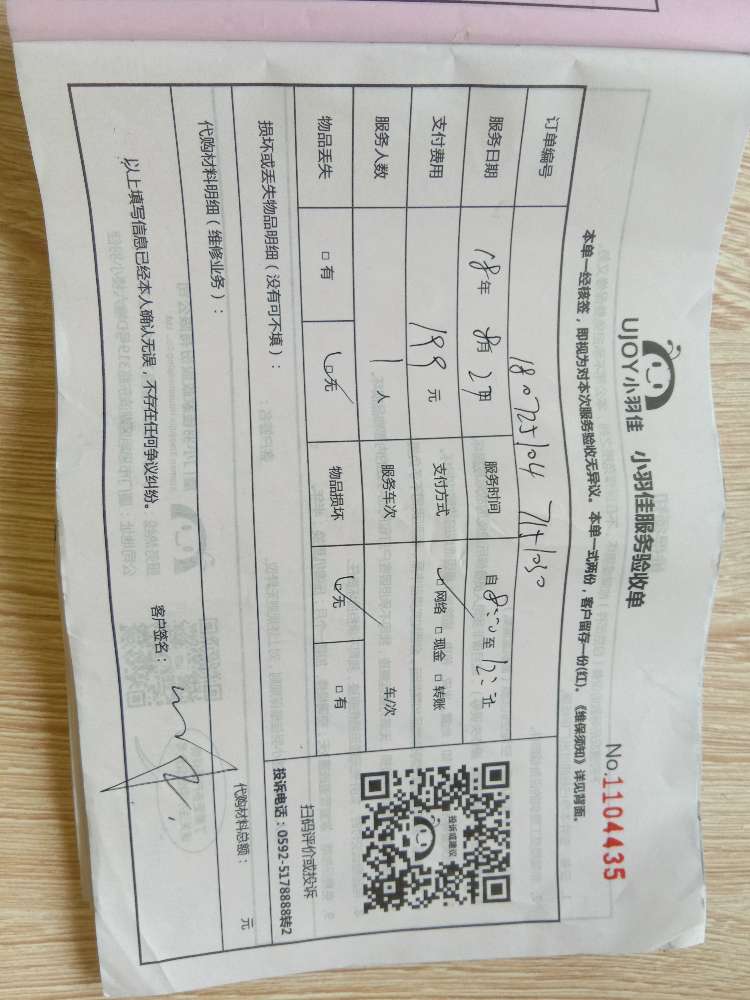 UJOY小羽佳 小羽佳服务验收单
No.1104435
本单一经核签，即视为对本次服务验收无异议。本单一式两份，客户留存一份(红)。《维保须知》详见背面。
订单编号 180725104 7151030
服务日期 18年 8月 2日 服务时间 自 8:00 至 12:
支付费用 199 元 支付方式 □网络 □现金 □转账
服务人数 1 人 服务车次 车/次
物品丢失 □有 □无 物品损坏 □无 □有
投诉或建议
扫码评价或投诉
投诉电话：0592-5178888转2
损坏或丢失物品明细（没有可不填）：
代购材料明细（维修业务）：
代购材料总额： 元
以上填写信息已经本人确认无误，不存在任何争议纠纷。
客户签名：